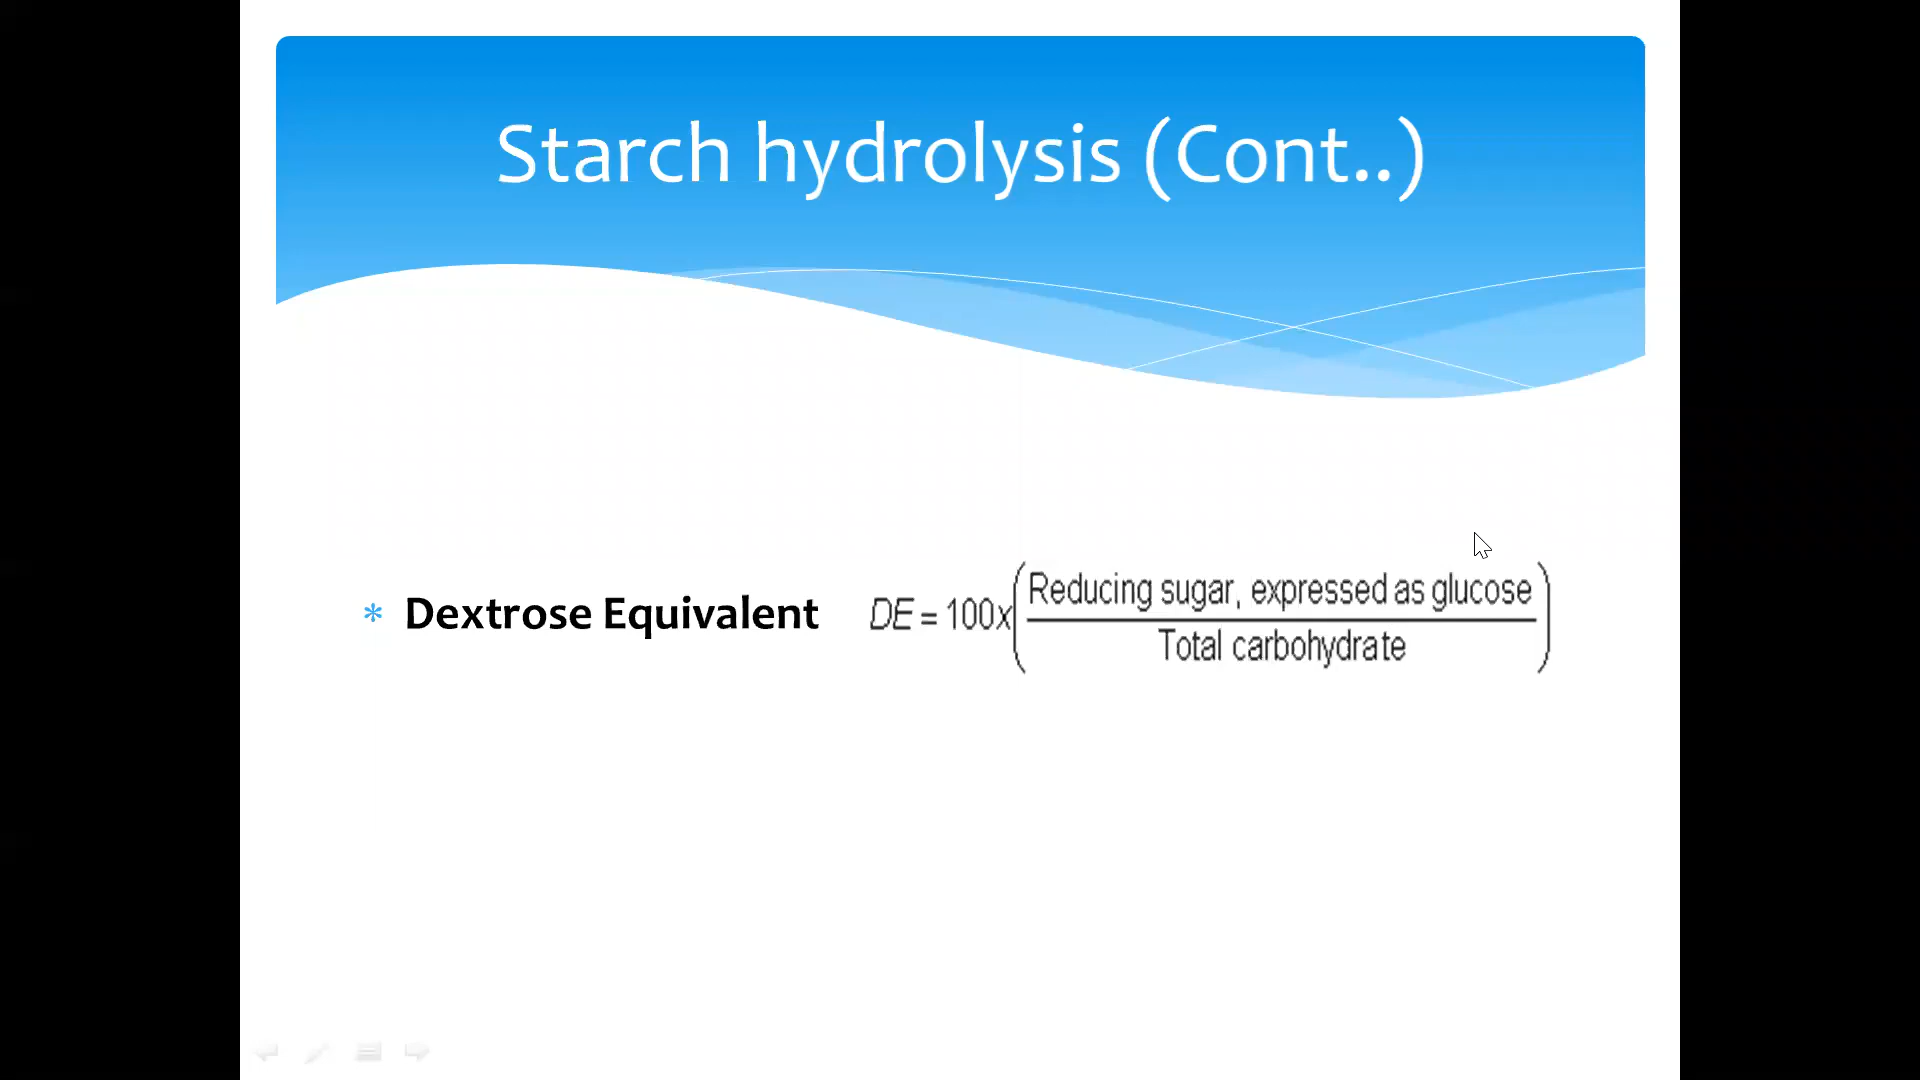 Starch hydrolysis (Cont..)
* Dextrose Equivalent DE = 100x(Reducing sugar, expressed as glucose
Total carbohydrate)